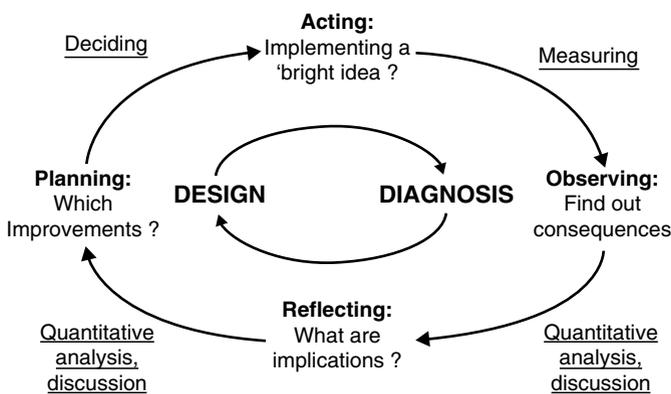 Acting:
Implementing a
‘bright idea ?
Deciding
Measuring
Planning:
Which
Improvements ?
DESIGN
DIAGNOSIS
Observing:
Find out
consequences
Reflecting:
What are
implications ?
Quantitative
analysis,
discussion
Quantitative
analysis,
discussion